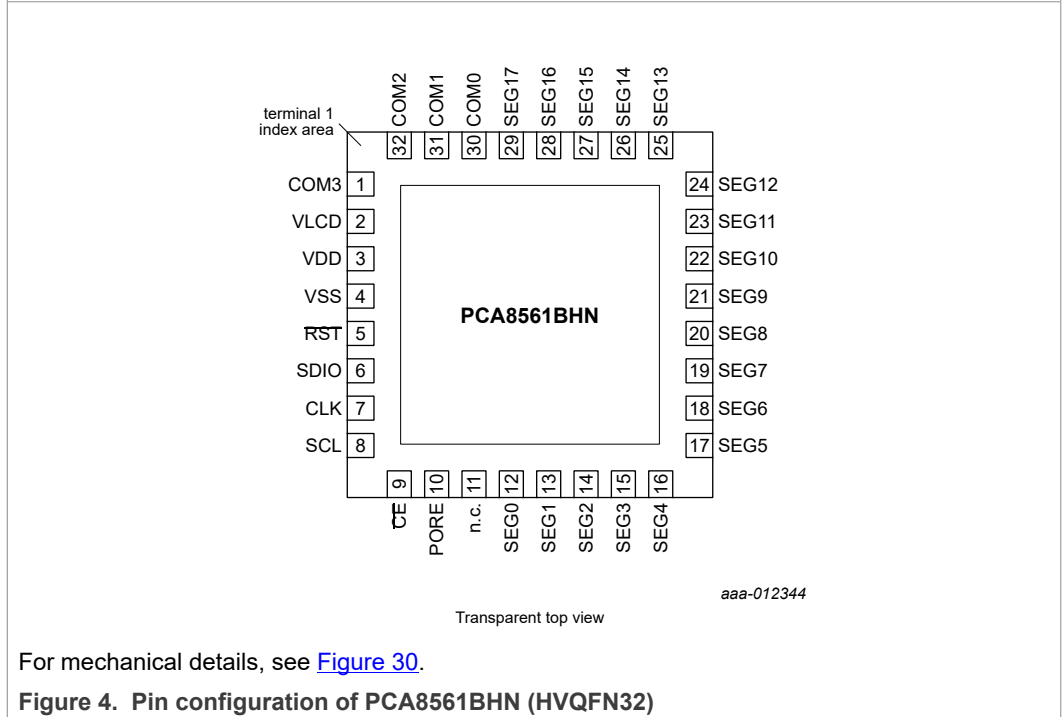 32 COM2
31 COM1
30 COM0
29 SEG17
28 SEG16
27 SEG15
26 SEG14
25 SEG13
terminal 1
index area
COM3 1
VLCD 2
VDD 3
VSS 4
RST 5
SDIO 6
CLK 7
SCL 8
PCA8561BHN
24 SEG12
23 SEG11
22 SEG10
21 SEG9
20 SEG8
19 SEG7
18 SEG6
17 SEG5
CE 9
PORE 10
n.c. 11
SEG0 12
SEG1 13
SEG2 14
SEG3 15
SEG4 16
aaa-012344
Transparent top view
For mechanical details, see Figure 30.
Figure 4. Pin configuration of PCA8561BHN (HVQFN32)